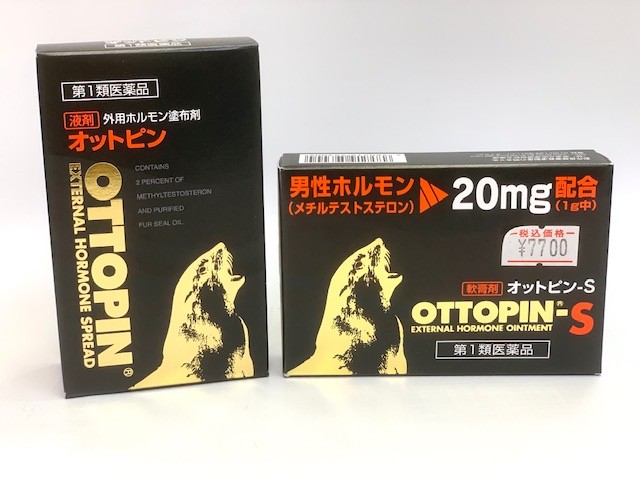 第1類医薬品
液剤 外用ホルモン塗布剤
オットピン
CONTAINS
2 PERCENT OF
METHYLTESTOSTERON
AND PURIFIED
FUR SEAL OIL.
OTTOPIN®
EXTERNAL HORMONE SPREAD
男性ホルモン
(メチルテストステロン)
20mg 配合
(1g中)
税込価格
¥7700
軟膏剤 オットピン-S
OTTOPIN®-S
EXTERNAL HORMONE OINTMENT
第1類医薬品